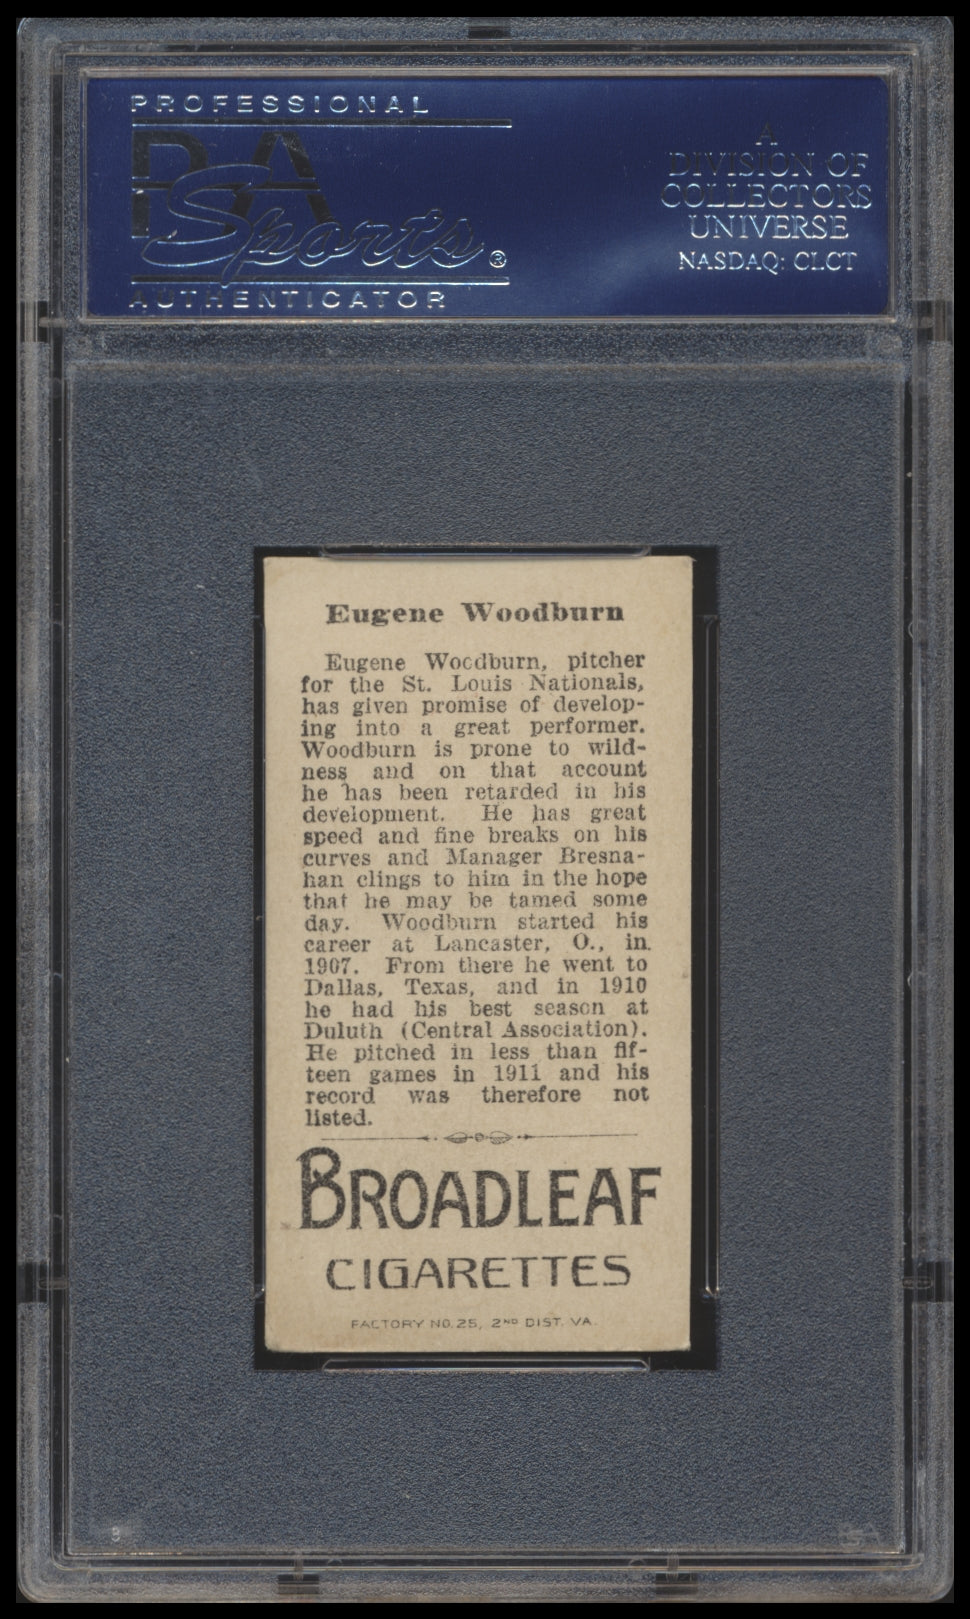 PROFESSIONAL
PSA
Sports®
AUTHENTICATOR
A
DIVISION OF
COLLECTORS
UNIVERSE
NASDAQ: CLCT
Eugene Woodburn
Eugene Woodburn, pitcher
for the St. Louis Nationals,
has given promise of develop-
ing into a great performer.
Woodburn is prone to wild-
ness and on that account
he has been retarded in his
development. He has great
speed and fine breaks on his
curves and Manager Bresna-
han clings to him in the hope
that he may be tamed some
day. Woodburn started his
career at Lancaster, O., in
1907. From there he went to
Dallas, Texas, and in 1910
he had his best season at
Duluth (Central Association).
He pitched in less than fif-
teen games in 1911 and his
record was therefore not
listed.
BROADLEAF
CIGARETTES
FACTORY NO. 25, 2ND DIST. VA.